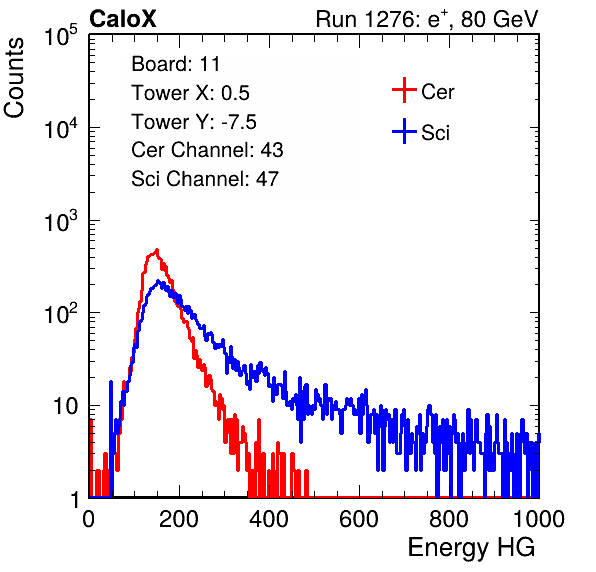 CaloX Run 1276: e⁺, 80 GeV
Counts
Board: 11
Tower X: 0.5
Tower Y: -7.5
Cer Channel: 43
Sci Channel: 47
Cer
Sci
10⁵
10⁴
10³
10²
10
1
0 200 400 600 800 1000
Energy HG